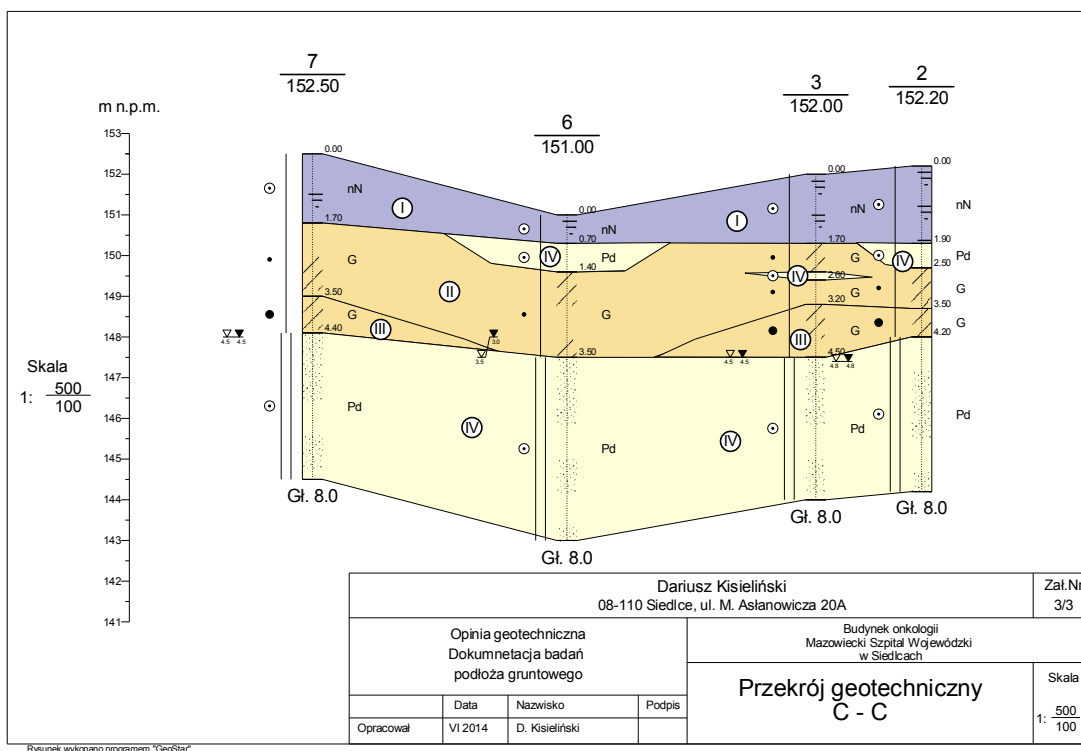 7
152.50
3
152.00
2
152.20
6
151.00
m n.p.m.
153
152
151
150
149
148
147
146
145
144
143
142
141
Skala
1: 500
100
0.00
nN
I
1.70
G
II
3.50
G
III
4.40
4.5 4.5
Pd
IV
Gł. 8.0
0.00
nN
0.70
IV
Pd
1.40
G
3.0
3.5
3.50
Pd
Gł. 8.0
I
0.00
nN
1.70
G
IV
2.60
G
3.20
G
III
4.50
4.5 4.5
IV
Pd
Gł. 8.0
0.00
nN
1.90
Pd
IV
2.50
G
3.50
G
4.20
4.8 4.8
Pd
Gł. 8.0
Dariusz Kisieliński
08-110 Siedlce, ul. M. Asłanowicza 20A
Zał.Nr
3/3
Opinia geotechniczna
Dokumnetacja badań
podłoża gruntowego
Budynek onkologii
Mazowiecki Szpital Wojewódzki
w Siedlcach
Przekrój geotechniczny
C - C
Skala
1: 500
100
Data Nazwisko Podpis
Opracował VI 2014 D. Kisieliński
Rysunek wykonano programem "GeoStar"